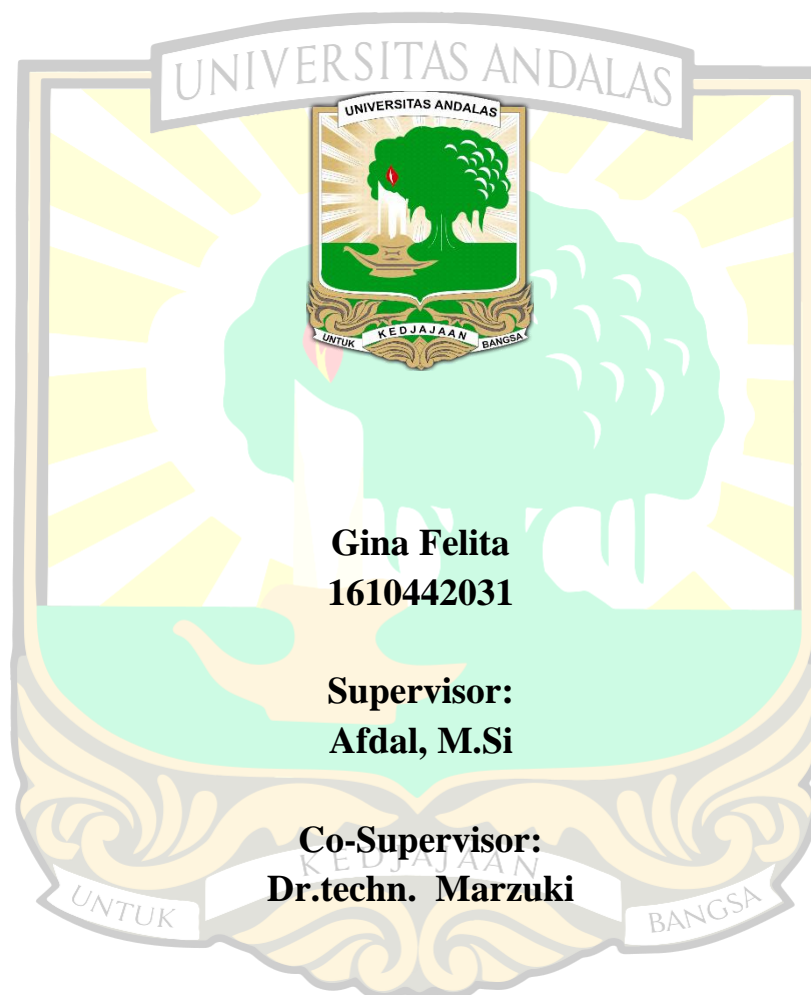 UNIVERSITAS ANDALAS
UNIVERSITAS ANDALAS
UNTUK KEDJAJAAN BANGSA
Gina Felita
1610442031
Supervisor:
Afdal, M.Si
Co-Supervisor:
Dr.techn. Marzuki
UNTUK KEDJAJAAN BANGSA